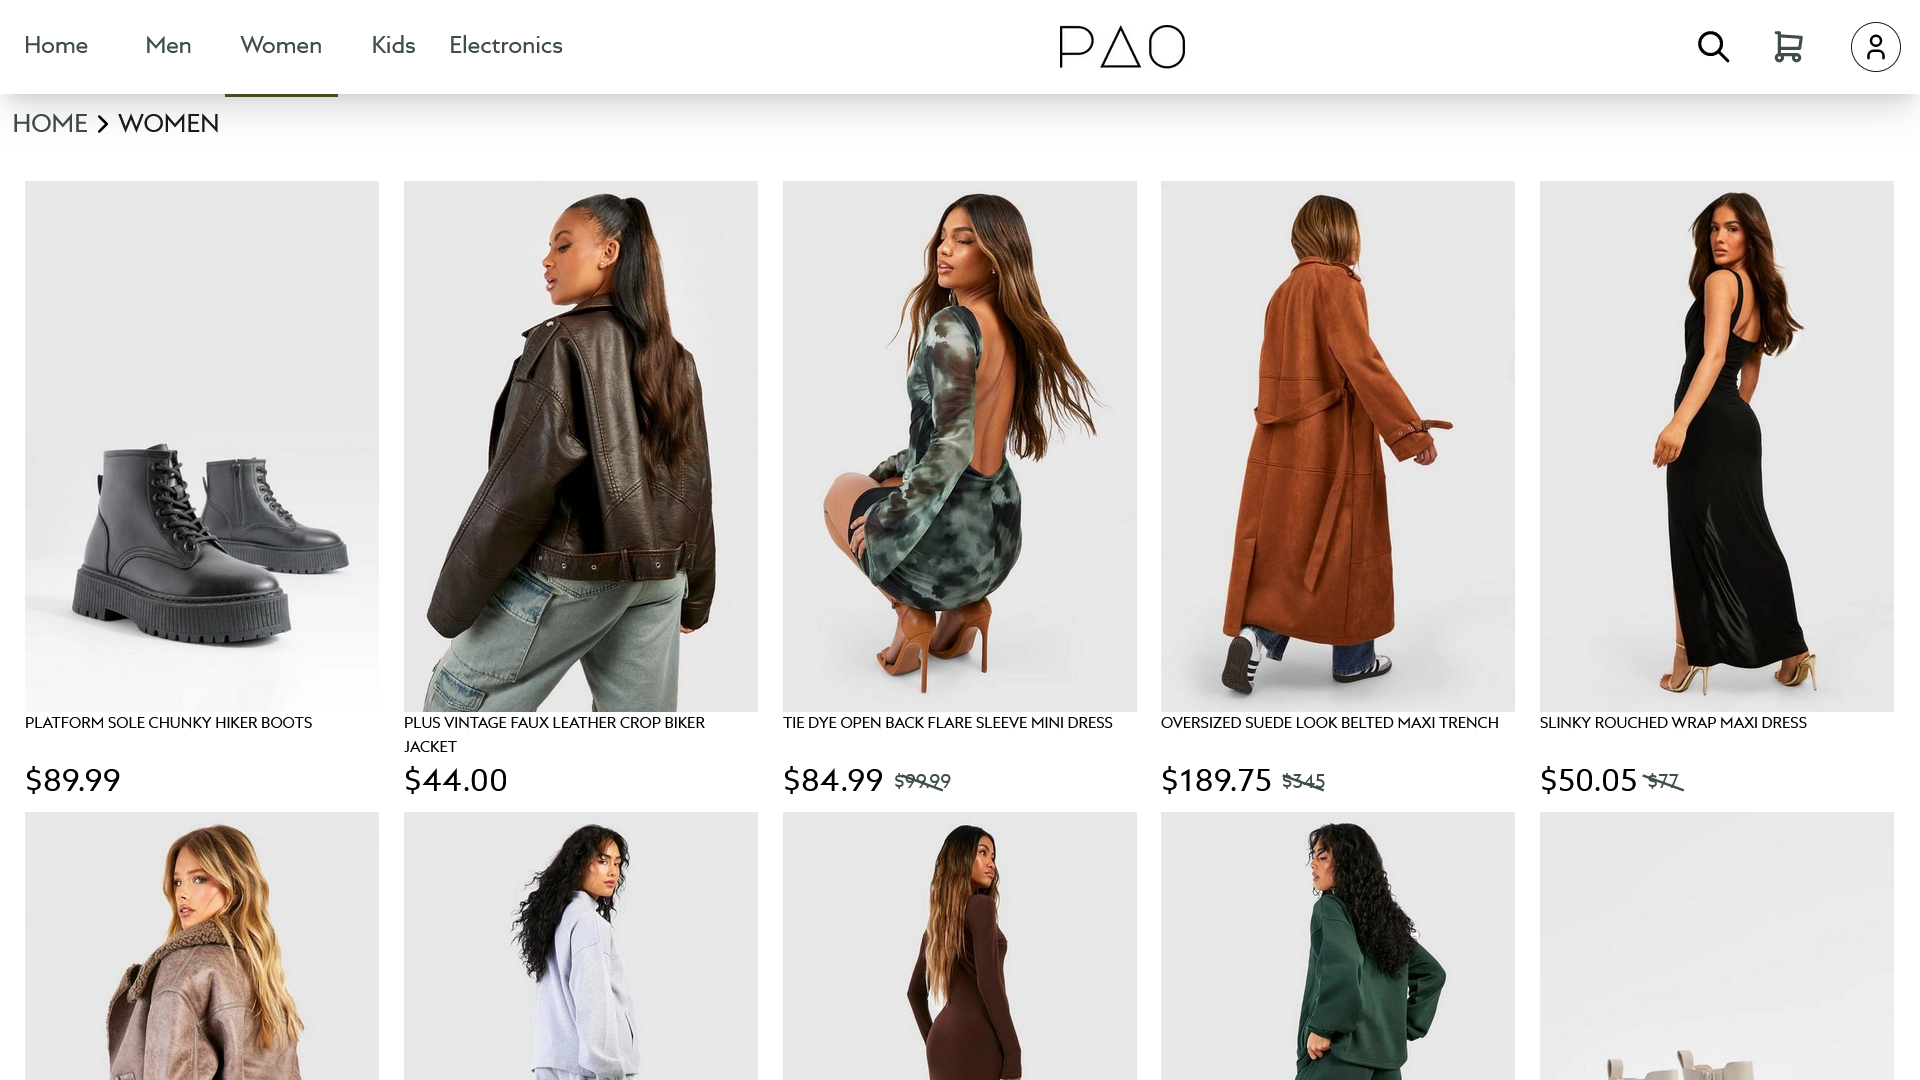 Home
Men
Women
Kids
Electronics
PAO
HOME > WOMEN
PLATFORM SOLE CHUNKY HIKER BOOTS
$89.99
PLUS VINTAGE FAUX LEATHER CROP BIKER
JACKET
$44.00
TIE DYE OPEN BACK FLARE SLEEVE MINI DRESS
$84.99 $99.99
OVERSIZED SUEDE LOOK BELTED MAXI TRENCH
$189.75 $345
SLINKY ROUCHED WRAP MAXI DRESS
$50.05 $77